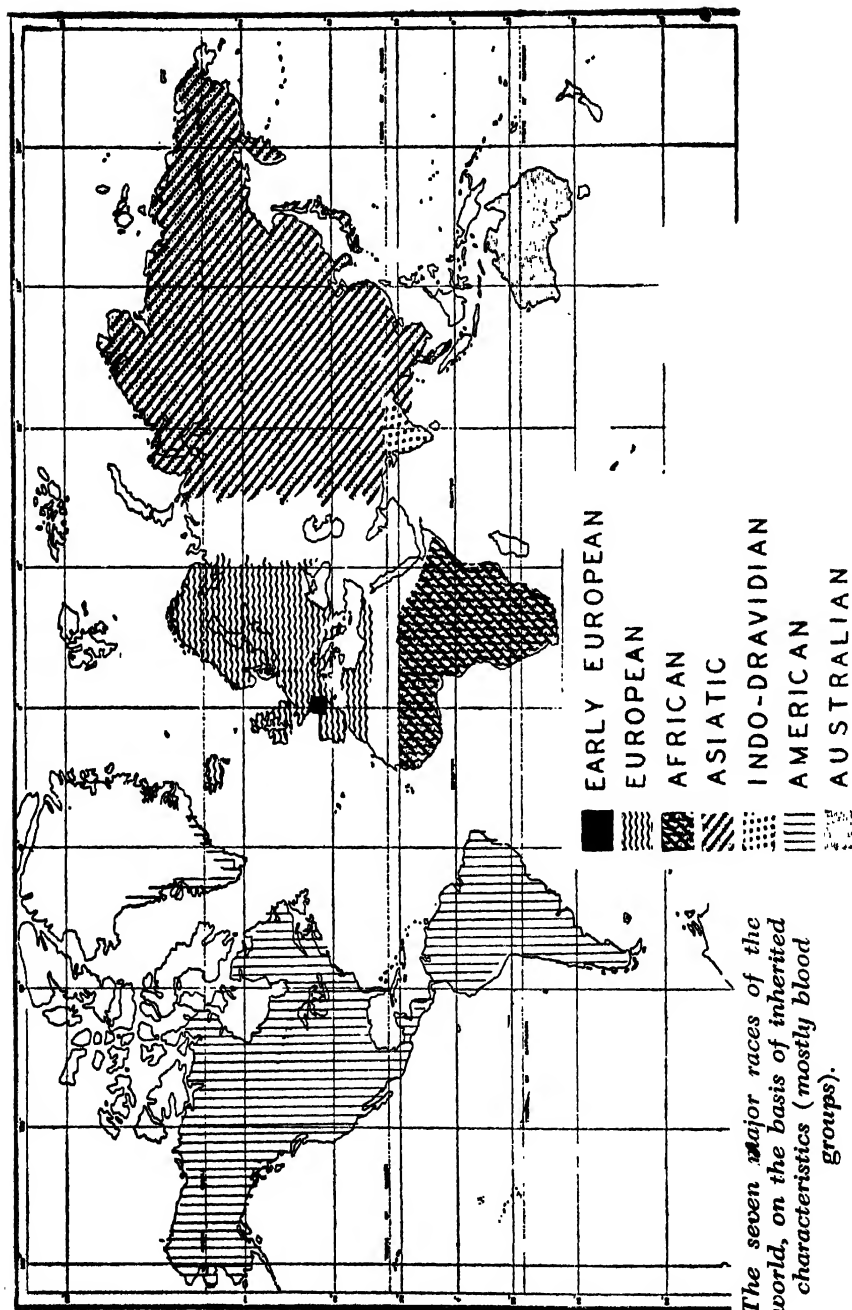 EARLY EUROPEAN
EUROPEAN
AFRICAN
ASIATIC
INDO-DRAVIDIAN
AMERICAN
AUSTRALIAN
The seven major races of the
world, on the basis of inherited
characteristics (mostly blood
groups).